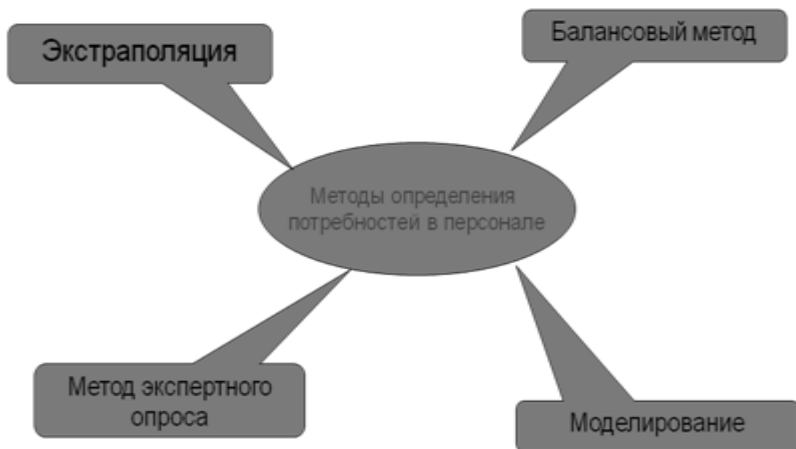 Экстраполяция
Балансовый метод
Методы определения
потребностей в персонале
Метод экспертного
опроса
Моделирование